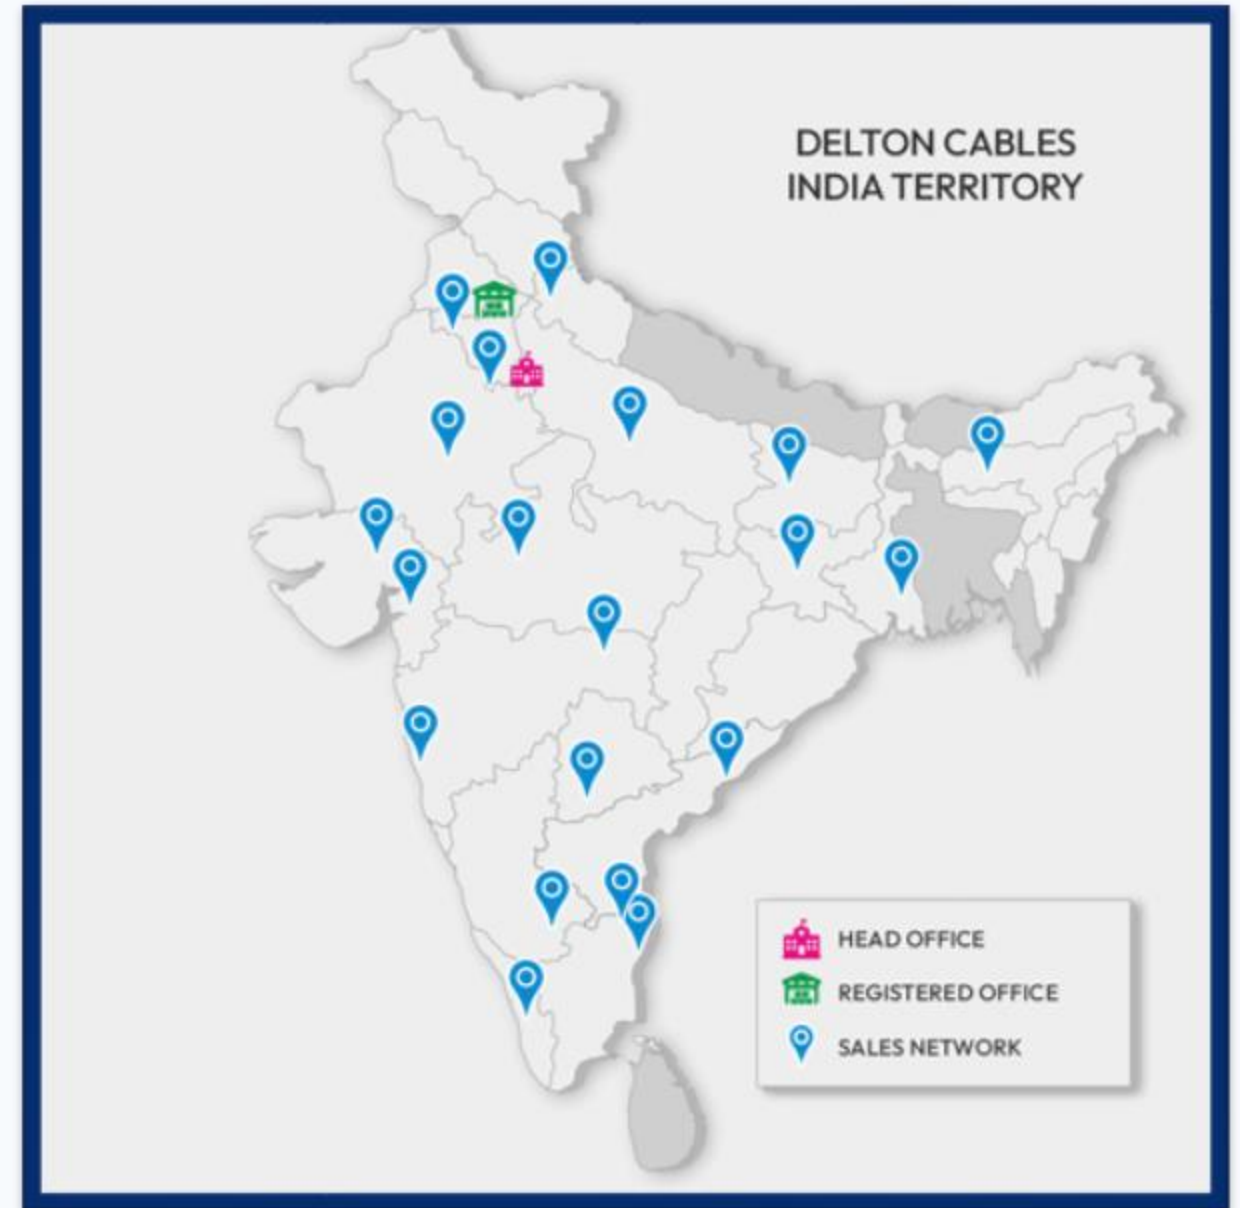 DELTON CABLES
INDIA TERRITORY
HEAD OFFICE
REGISTERED OFFICE
SALES NETWORK